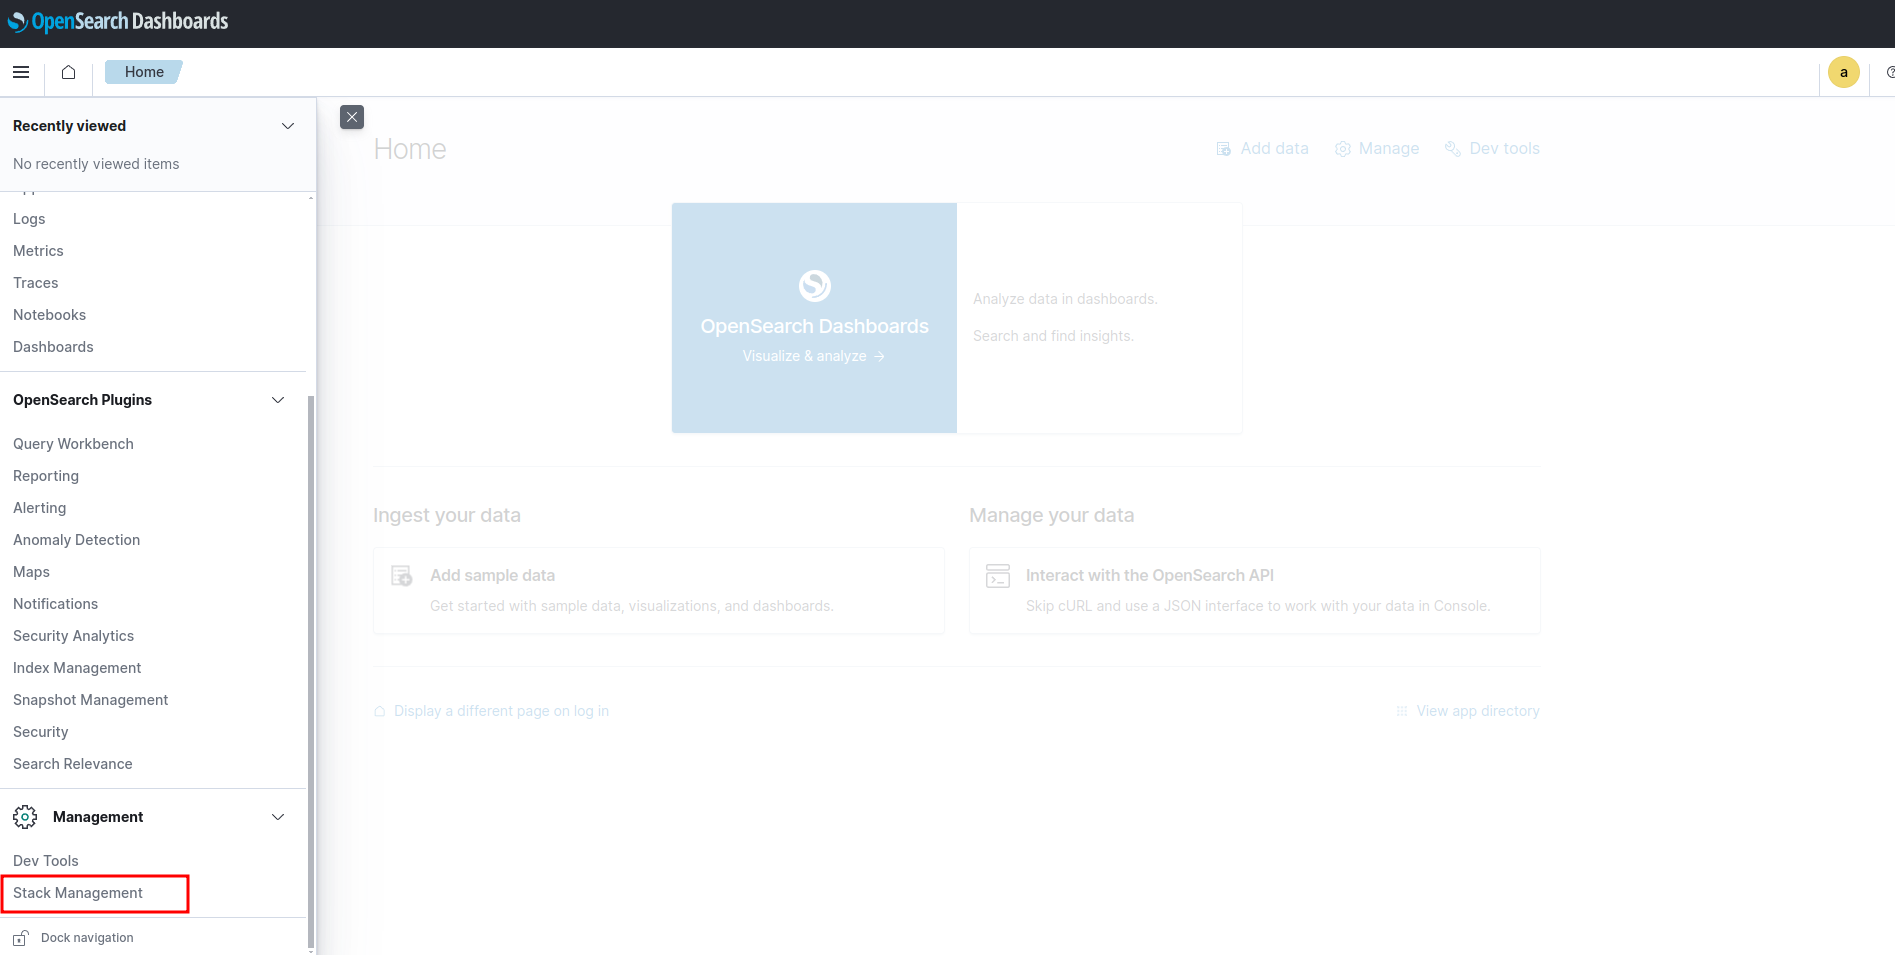 OpenSearch Dashboards
Home
a
Recently viewed
No recently viewed items
Logs
Metrics
Traces
Notebooks
Dashboards
OpenSearch Plugins
Query Workbench
Reporting
Alerting
Anomaly Detection
Maps
Notifications
Security Analytics
Index Management
Snapshot Management
Security
Search Relevance
Management
Dev Tools
Stack Management
Dock navigation
Home
Add data
Manage
Dev tools
OpenSearch Dashboards
Visualize & analyze →
Analyze data in dashboards.
Search and find insights.
Ingest your data
Add sample data
Get started with sample data, visualizations, and dashboards.
Manage your data
Interact with the OpenSearch API
Skip cURL and use a JSON interface to work with your data in Console.
Display a different page on log in
View app directory